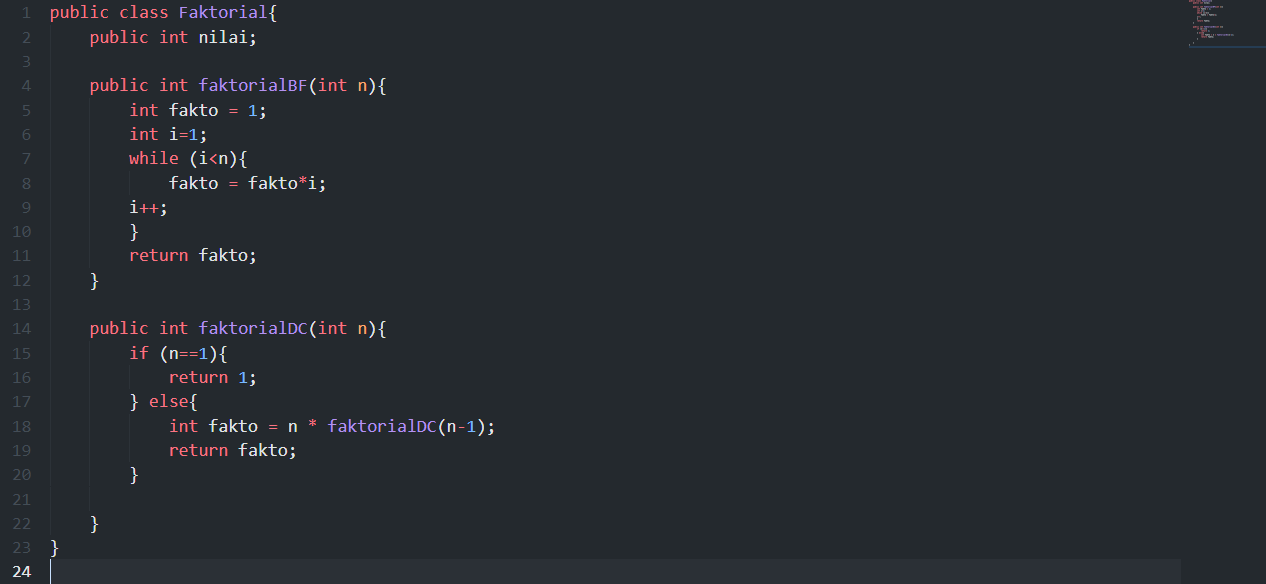 1 public class Faktorial{
2     public int nilai;
3
4     public int faktorialBF(int n){
5         int fakto = 1;
6         int i=1;
7         while (i<n){
8             fakto = fakto*i;
9         i++;
10         }
11         return fakto;
12     }
13
14     public int faktorialDC(int n){
15         if (n==1){
16             return 1;
17         } else{
18             int fakto = n * faktorialDC(n-1);
19             return fakto;
20         }
21
22     }
23 }
24